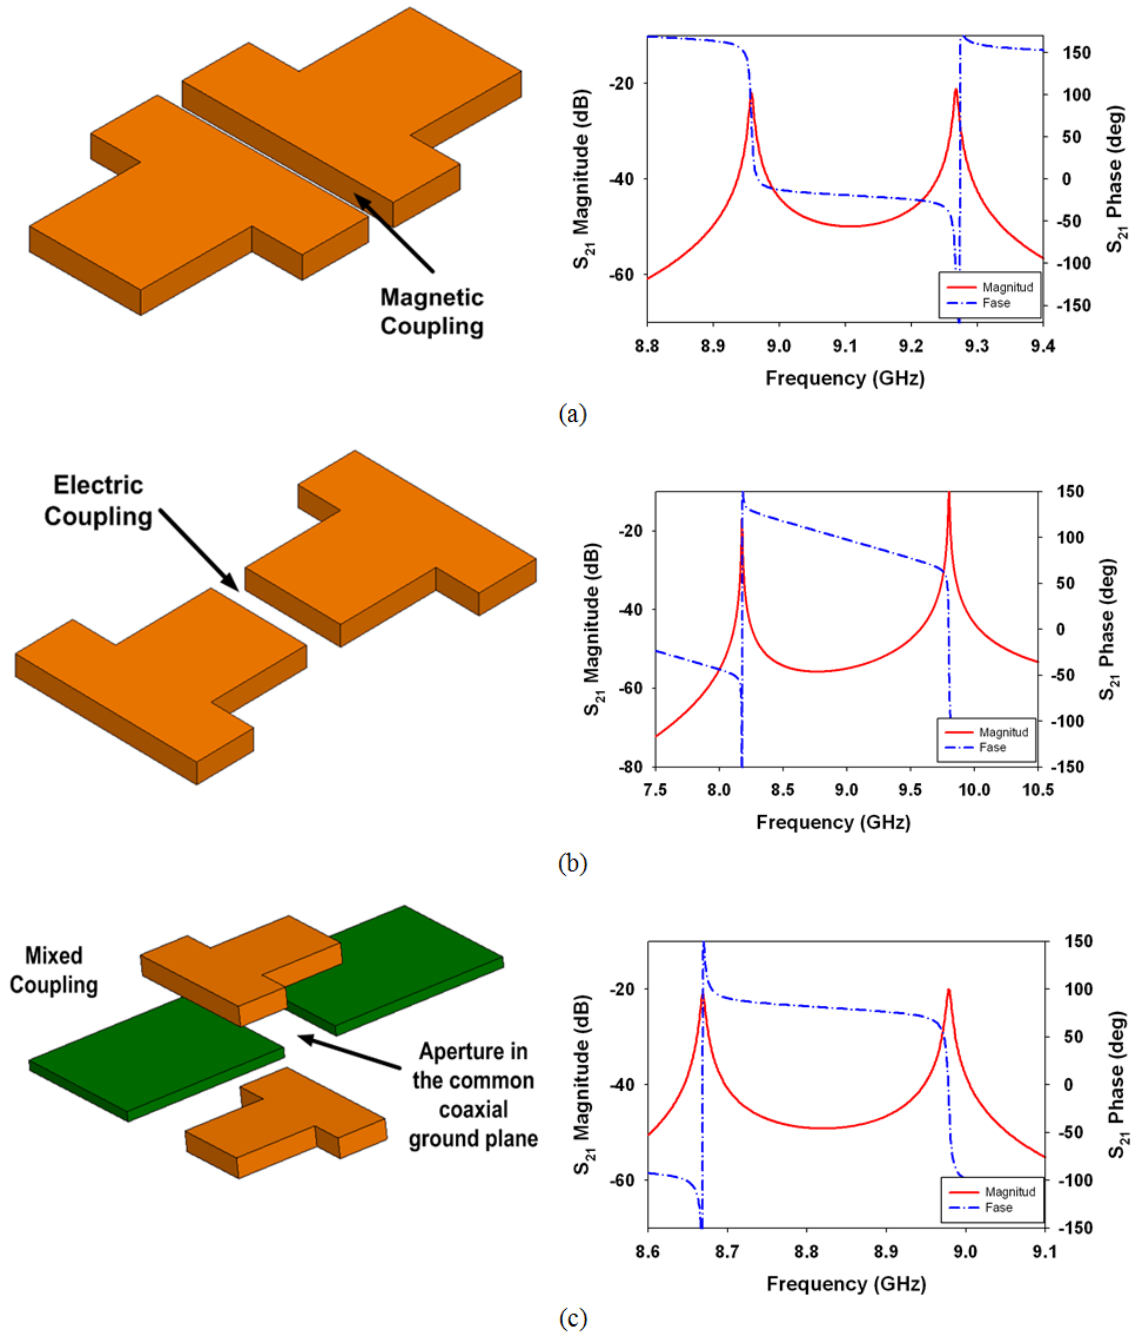 Magnetic
Coupling
S21 Magnitude (dB)
-20
-40
-60
150
100
50
0
-50
-100
-150
S21 Phase (deg)
Magnitud
Fase
8.8 8.9 9.0 9.1 9.2 9.3 9.4
Frequency (GHz)
(a)
Electric
Coupling
S21 Magnitude (dB)
-20
-40
-60
-80
150
100
50
0
-50
-100
-150
S21 Phase (deg)
Magnitud
Fase
7.5 8.0 8.5 9.0 9.5 10.0 10.5
Frequency (GHz)
(b)
Mixed
Coupling
Aperture in
the common
coaxial
ground plane
S21 Magnitude (dB)
-20
-40
-60
150
100
50
0
-50
-100
-150
S21 Phase (deg)
Magnitud
Fase
8.6 8.7 8.8 8.9 9.0 9.1
Frequency (GHz)
(c)